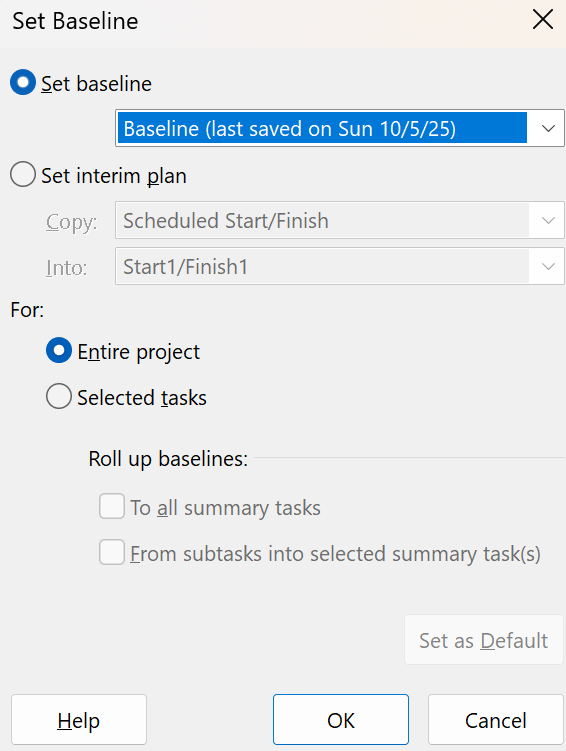 Set Baseline
Set baseline
Baseline (last saved on Sun 10/5/25)
Set interim plan
Copy: Scheduled Start/Finish
Into: Start1/Finish1
For:
Entire project
Selected tasks
Roll up baselines:
To all summary tasks
From subtasks into selected summary task(s)
Set as Default
Help OK Cancel